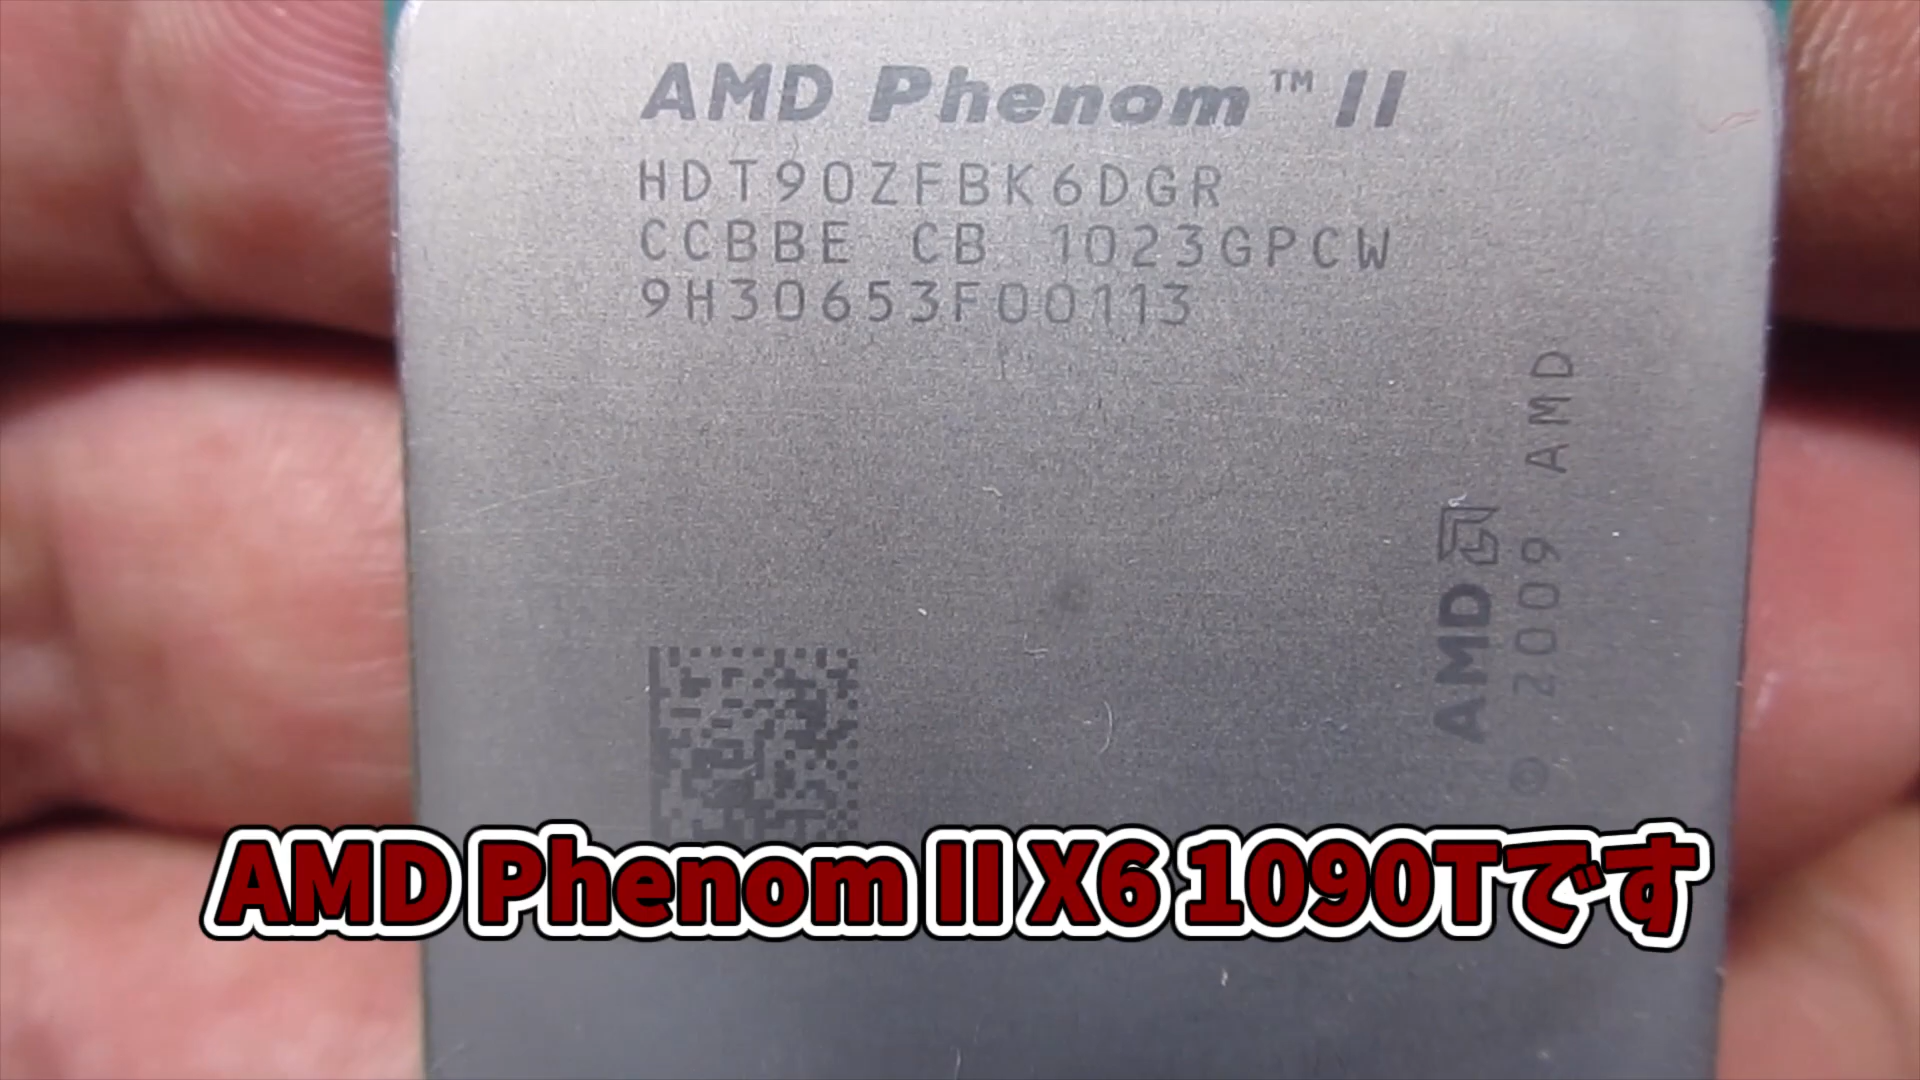 AMD Phenom™ II
HDT90ZFBK6DGR
CCBBE CB 1023GPCW
9H30653F00113
AMD
© 2009 AMD
AMD Phenom II X6 1090Tです